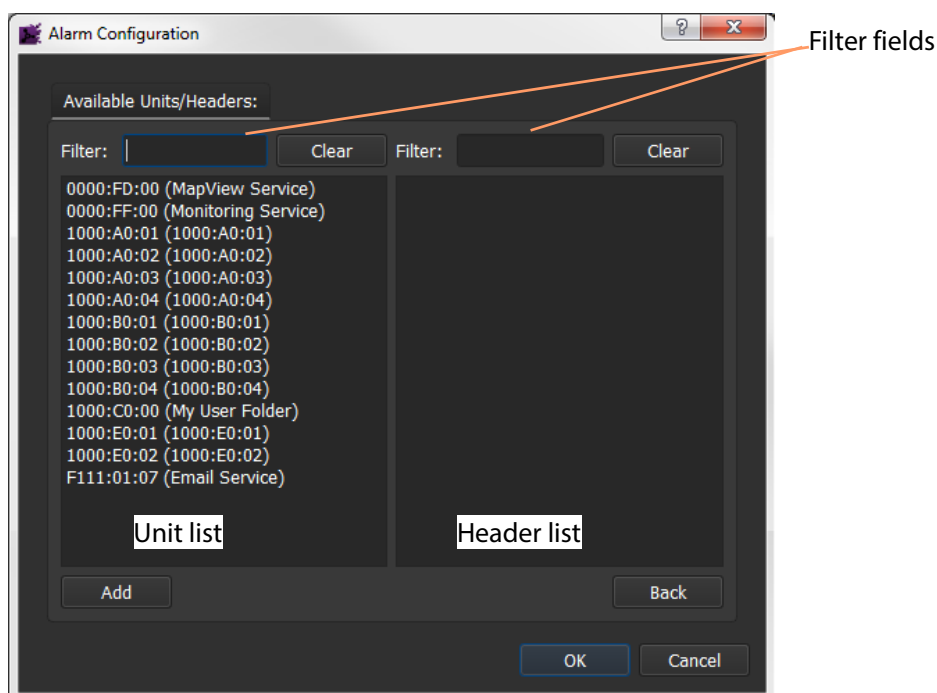 Alarm Configuration
Filter fields
Available Units/Headers:
Filter: Clear Filter: Clear
0000:FD:00 (MapView Service)
0000:FF:00 (Monitoring Service)
1000:A0:01 (1000:A0:01)
1000:A0:02 (1000:A0:02)
1000:A0:03 (1000:A0:03)
1000:A0:04 (1000:A0:04)
1000:B0:01 (1000:B0:01)
1000:B0:02 (1000:B0:02)
1000:B0:03 (1000:B0:03)
1000:B0:04 (1000:B0:04)
1000:C0:00 (My User Folder)
1000:E0:01 (1000:E0:01)
1000:E0:02 (1000:E0:02)
F111:01:07 (Email Service)
Unit list Header list
Add Back
OK Cancel